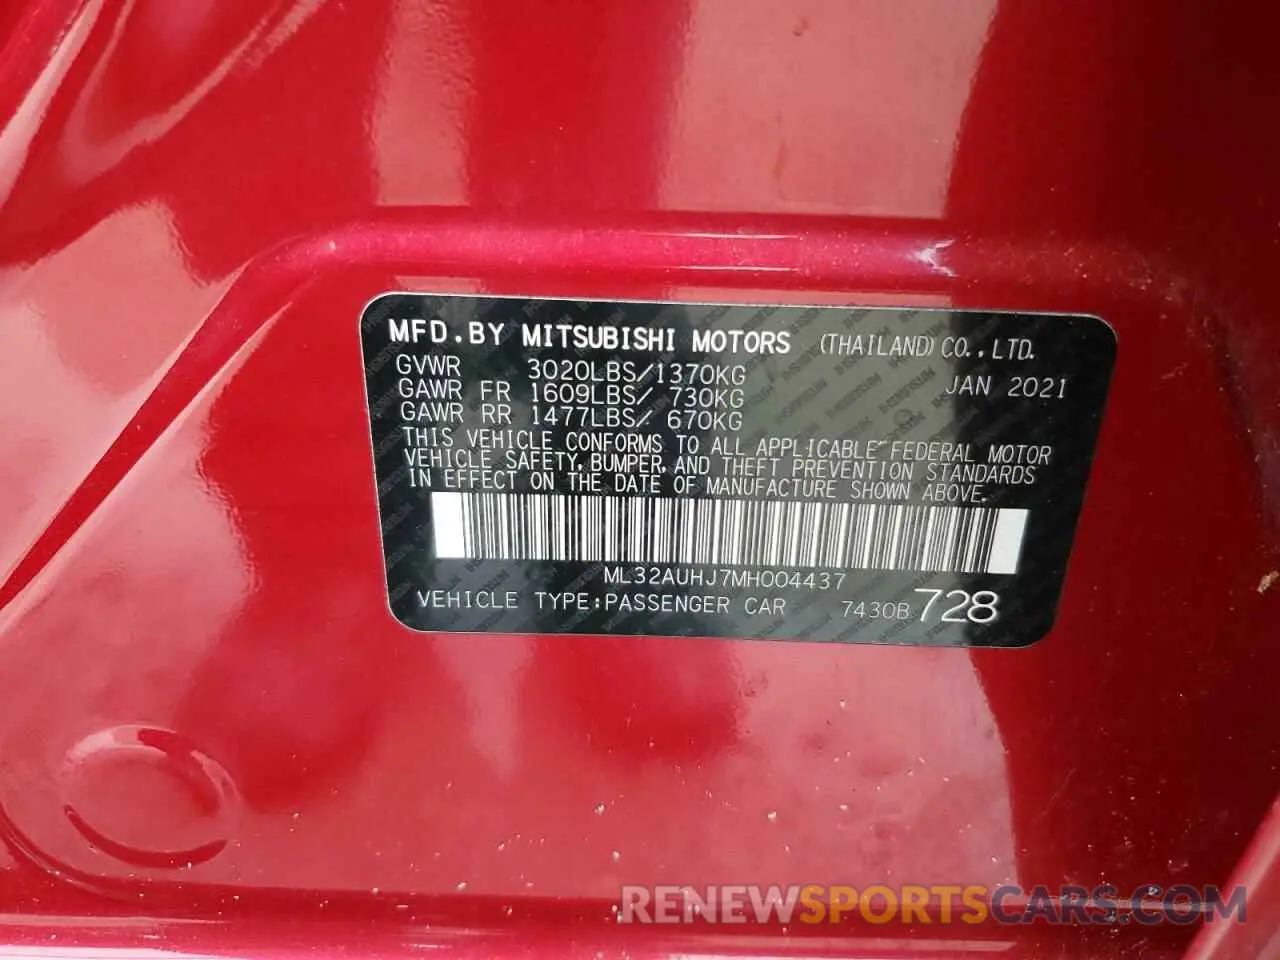 MFD.BY MITSUBISHI MOTORS (THAILAND) CO.,LTD.
GVWR 3020LBS/1370KG JAN 2021
GAWR FR 1609LBS/ 730KG
GAWR RR 1477LBS/ 670KG
THIS VEHICLE CONFORMS TO ALL APPLICABLE FEDERAL MOTOR
VEHICLE SAFETY, BUMPER, AND THEFT PREVENTION STANDARDS
IN EFFECT ON THE DATE OF MANUFACTURE SHOWN ABOVE.
ML32AUHJ7MH004437
VEHICLE TYPE:PASSENGER CAR 7430B 728
RENEWSPORTSCARS.COM